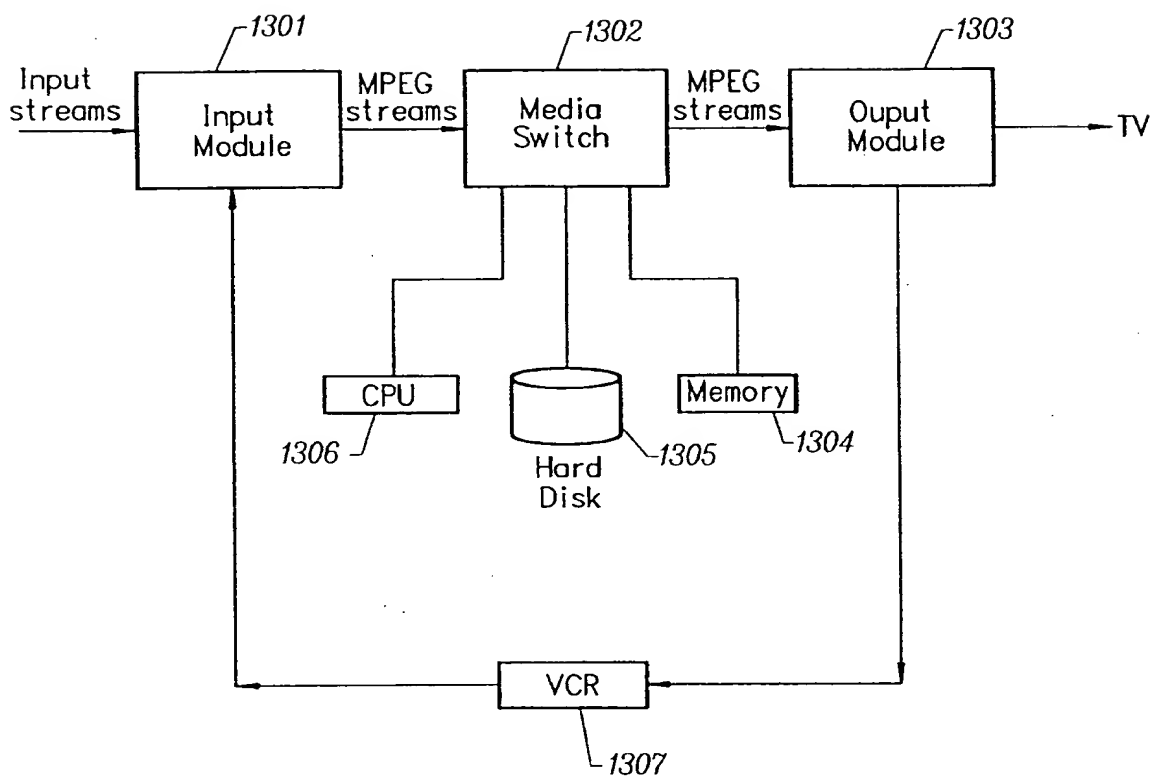 1301
1302
1303
Input
streams
Input
Module
MPEG
streams
Media
Switch
MPEG
streams
Ouput
Module
TV
CPU
1306
Hard
Disk
1305
Memory
1304
VCR
1307